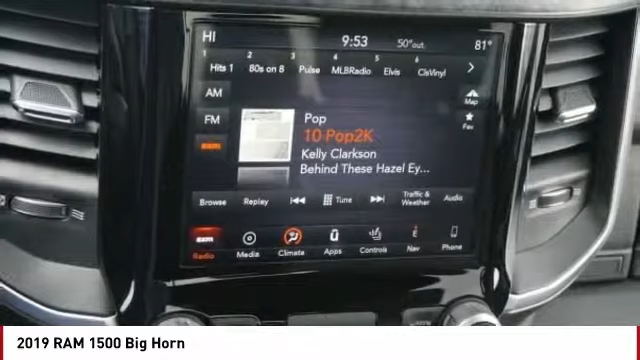 HI 9:53 50°out. 81°
1 2 3 4 5 6
Hits 1 80s on 8 Pulse MLBRadio Elvis ClsVinyl
AM
Map
FM
Fav
Pop
10 Pop2K
Kelly Clarkson
Behind These Hazel Ey...
Browse Replay Tune Traffic & Weather Audio
Radio Media Climate Apps Controls Nav Phone
2019 RAM 1500 Big Horn